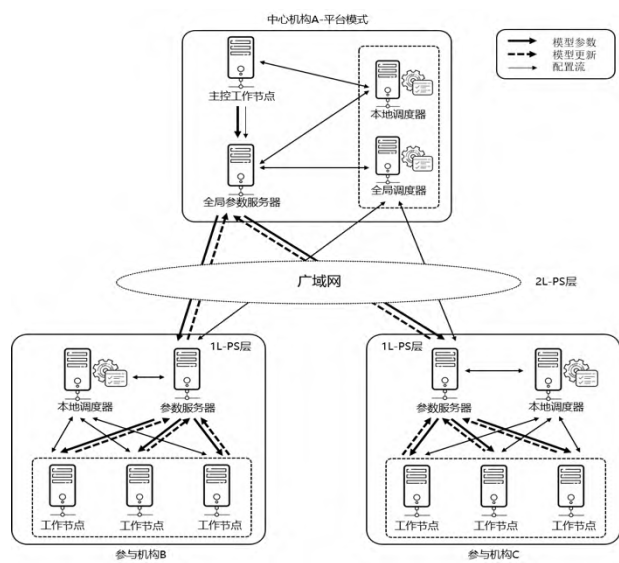 中心机构A-平台模式
模型参数
模型更新
配置流
主控工作节点
本地调度器
全局参数服务器
全局调度器
广域网
2L-PS层
1L-PS层
本地调度器
参数服务器
工作节点
工作节点
工作节点
参与机构B
1L-PS层
参数服务器
本地调度器
工作节点
工作节点
工作节点
参与机构C